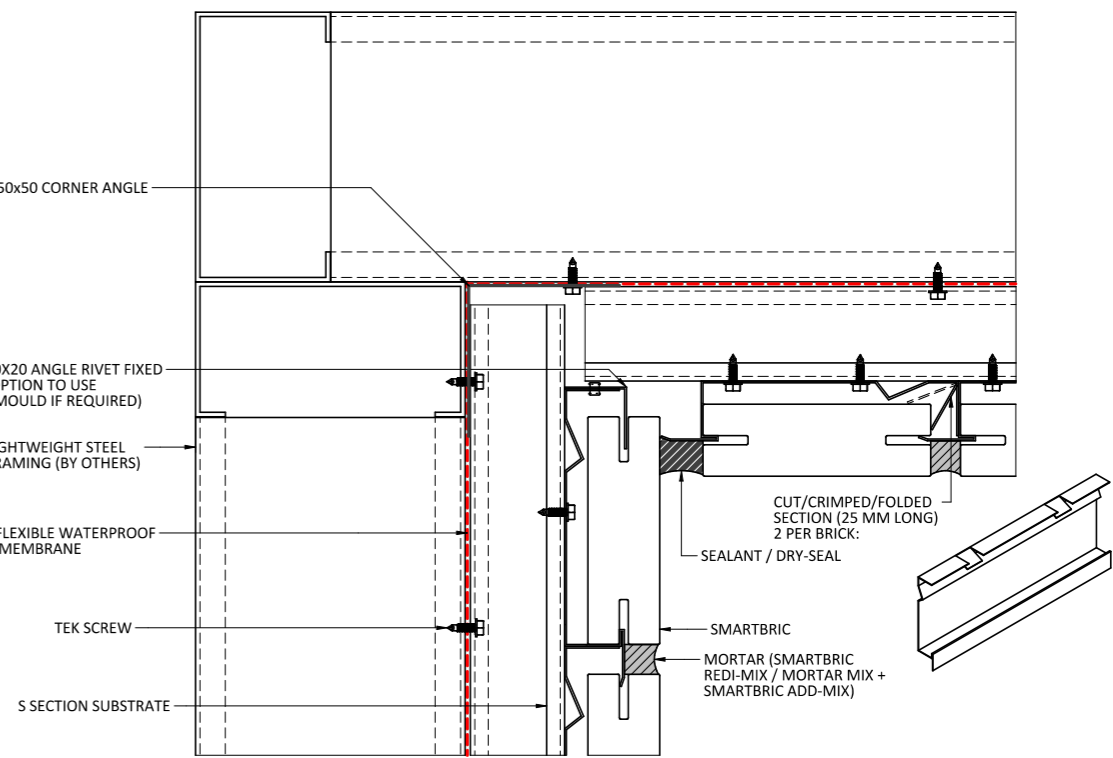 50x50 CORNER ANGLE
0X20 ANGLE RIVET FIXED
PTION TO USE
MOULD IF REQUIRED)
GHTWEIGHT STEEL
RAMING (BY OTHERS)
FLEXIBLE WATERPROOF
MEMBRANE
TEK SCREW
S SECTION SUBSTRATE
CUT/CRIMPED/FOLDED
SECTION (25 MM LONG)
2 PER BRICK:
SEALANT / DRY-SEAL
SMARTBRIC
MORTAR (SMARTBRIC
REDI-MIX / MORTAR MIX +
SMARTBRIC ADD-MIX)